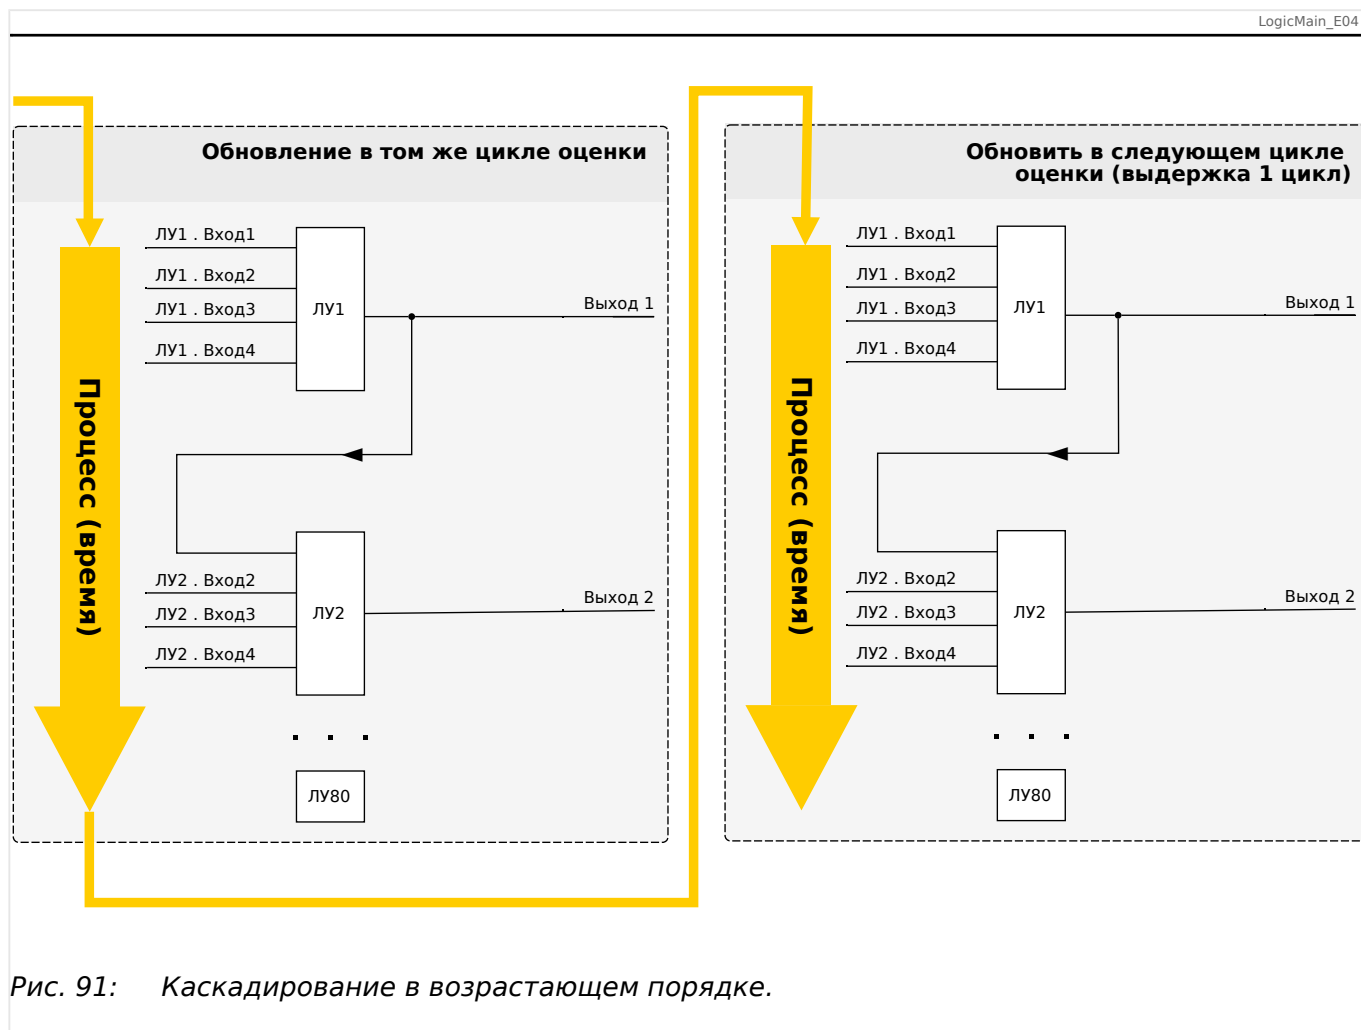 LogicMain_E04
Обновление в том же цикле оценки
ЛУ1 . Вход1
ЛУ1 . Вход2
ЛУ1 . Вход3
ЛУ1 . Вход4
ЛУ1
Выход 1
Процесс (время)
ЛУ2 . Вход2
ЛУ2 . Вход3
ЛУ2 . Вход4
ЛУ2
Выход 2
. . .
ЛУ80
Обновить в следующем цикле
оценки (выдержка 1 цикл)
ЛУ1 . Вход1
ЛУ1 . Вход2
ЛУ1 . Вход3
ЛУ1 . Вход4
ЛУ1
Выход 1
Процесс (время)
ЛУ2 . Вход2
ЛУ2 . Вход3
ЛУ2 . Вход4
ЛУ2
Выход 2
. . .
ЛУ80
Рис. 91: Каскадирование в возрастающем порядке.